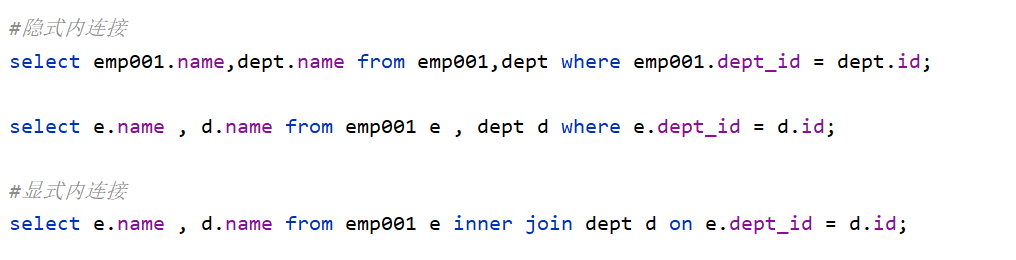 #隐式内连接
select emp001.name,dept.name from emp001,dept where emp001.dept_id = dept.id;
select e.name , d.name from emp001 e , dept d where e.dept_id = d.id;
#显式内连接
select e.name , d.name from emp001 e inner join dept d on e.dept_id = d.id;